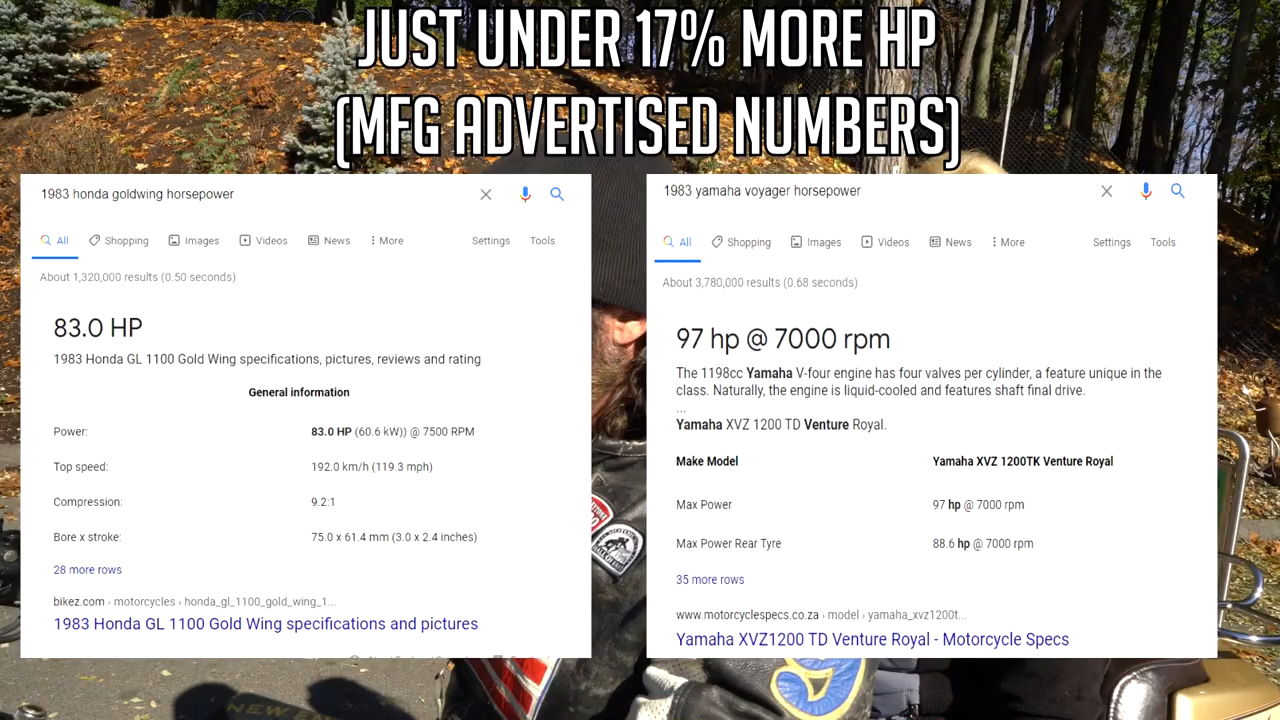 JUST UNDER 17% MORE HP
(MFG ADVERTISED NUMBERS)
1983 honda goldwing horsepower
All Shopping Images Videos News More Settings Tools
About 1,320,000 results (0.50 seconds)
83.0 HP
1983 Honda GL 1100 Gold Wing specifications, pictures, reviews and rating
General information
Power: 83.0 HP (60.6 kW)) @ 7500 RPM
Top speed: 192.0 km/h (119.3 mph)
Compression: 9.2:1
Bore x stroke: 75.0 x 61.4 mm (3.0 x 2.4 inches)
28 more rows
bikez.com › motorcycles › honda_gl_1100_gold_wing_1...
1983 Honda GL 1100 Gold Wing specifications and pictures
1983 yamaha voyager horsepower
All Shopping Images Videos News More Settings Tools
About 3,780,000 results (0.68 seconds)
97 hp @ 7000 rpm
The 1198cc Yamaha V-four engine has four valves per cylinder, a feature unique in the
class. Naturally, the engine is liquid-cooled and features shaft final drive.
...
Yamaha XVZ 1200 TD Venture Royal.
Make Model Yamaha XVZ 1200TK Venture Royal
Max Power 97 hp @ 7000 rpm
Max Power Rear Tyre 88.6 hp @ 7000 rpm
35 more rows
www.motorcyclespecs.co.za › model › yamaha_xvz1200t...
Yamaha XVZ1200 TD Venture Royal - Motorcycle Specs
NEW EN